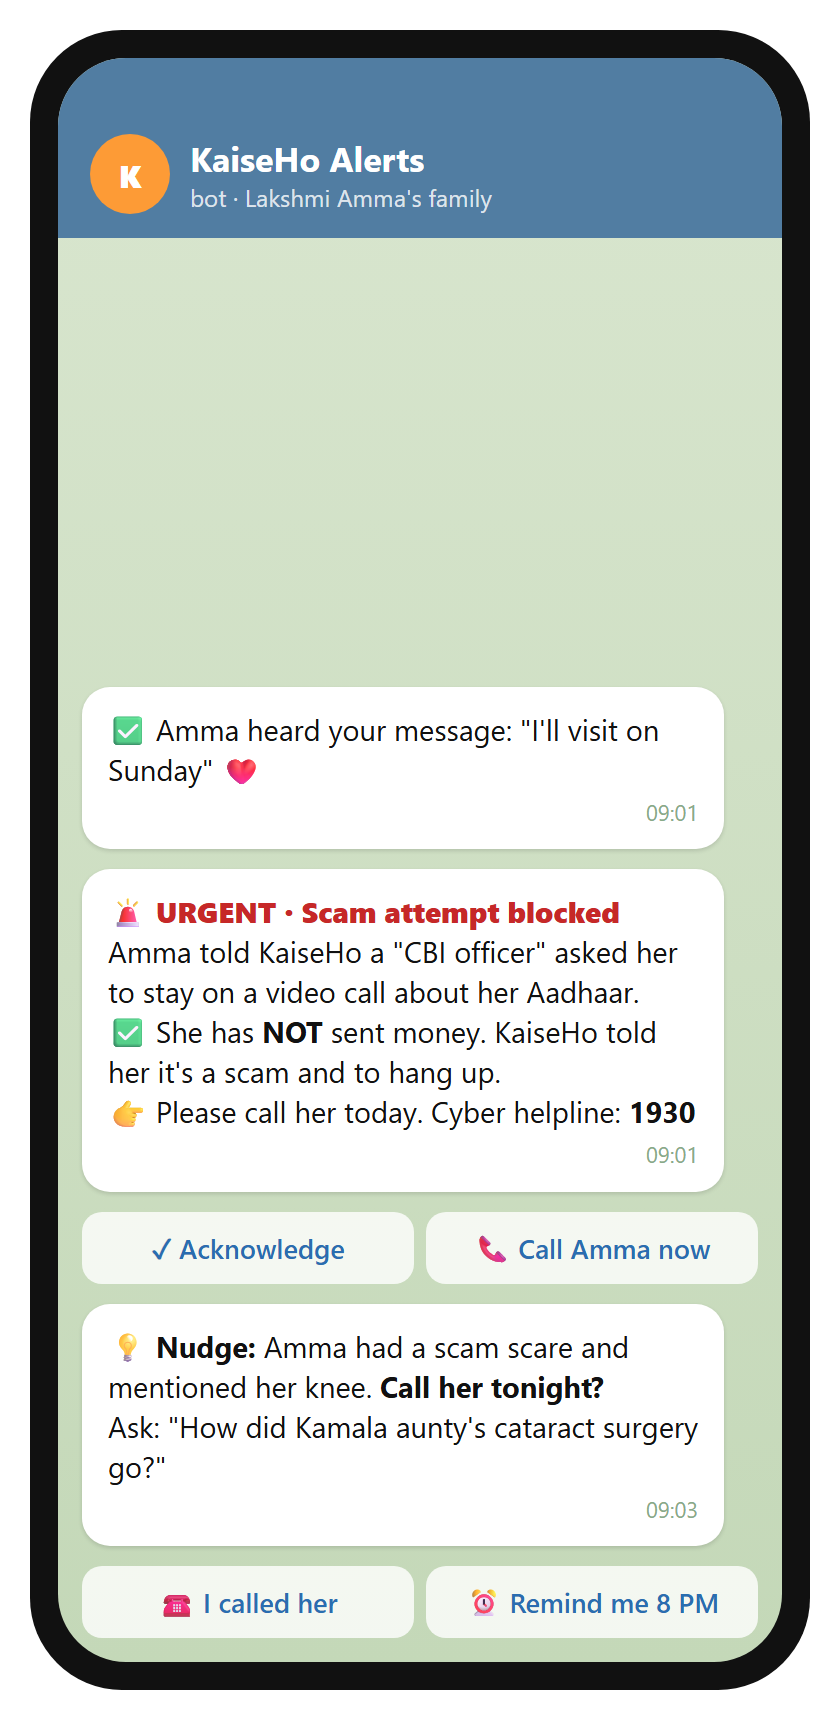 K
KaiseHo Alerts
bot · Lakshmi Amma's family
✅ Amma heard your message: "I'll visit on
Sunday" ❤️
09:01
🚨 URGENT · Scam attempt blocked
Amma told KaiseHo a "CBI officer" asked her
to stay on a video call about her Aadhaar.
✅ She has NOT sent money. KaiseHo told
her it's a scam and to hang up.
👉 Please call her today. Cyber helpline: 1930
09:01
✓ Acknowledge
📞 Call Amma now
💡 Nudge: Amma had a scam scare and
mentioned her knee. Call her tonight?
Ask: "How did Kamala aunty's cataract surgery
go?"
09:03
☎️ I called her
⏰ Remind me 8 PM